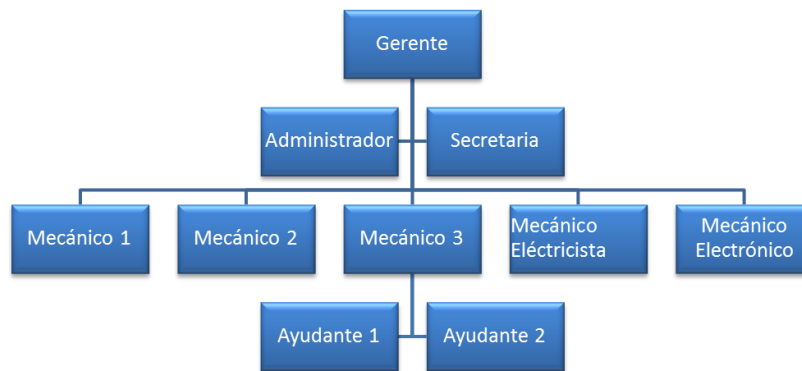 Gerente
Administrador
Secretaria
Mecánico 1
Mecánico 2
Mecánico 3
Mecánico
Eléctricista
Mecánico
Electrónico
Ayudante 1
Ayudante 2